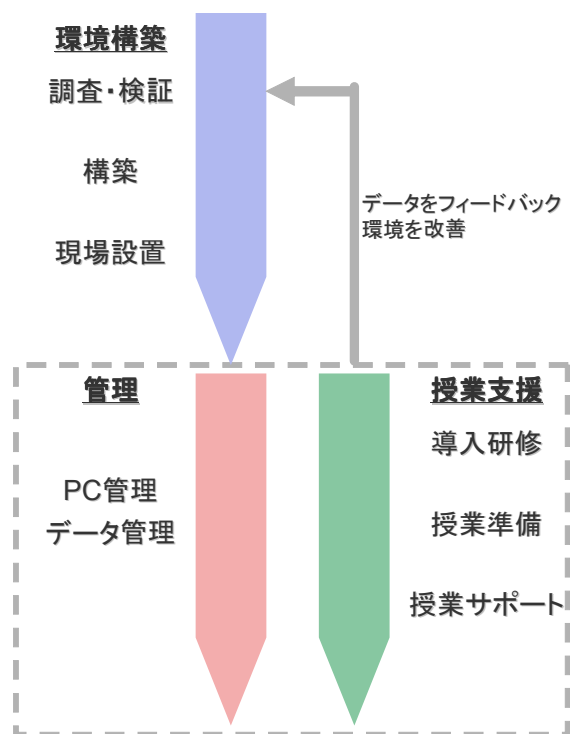 環境構築
調査・検証
構築
現場設置
データをフィードバック
環境を改善
管理
PC管理
データ管理
授業支援
導入研修
授業準備
授業サポート